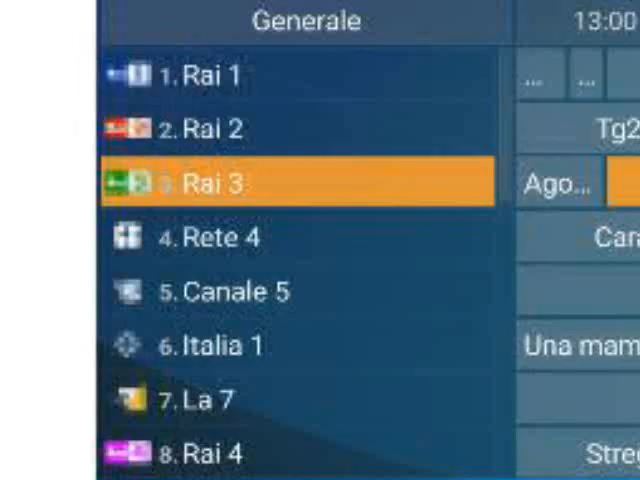 Generale 13:00
1. Rai 1 ... ...
2. Rai 2 Tg2
3. Rai 3 Ago...
4. Rete 4 Cara
5. Canale 5
6. Italia 1 Una mam
7. La 7
8. Rai 4 Streg